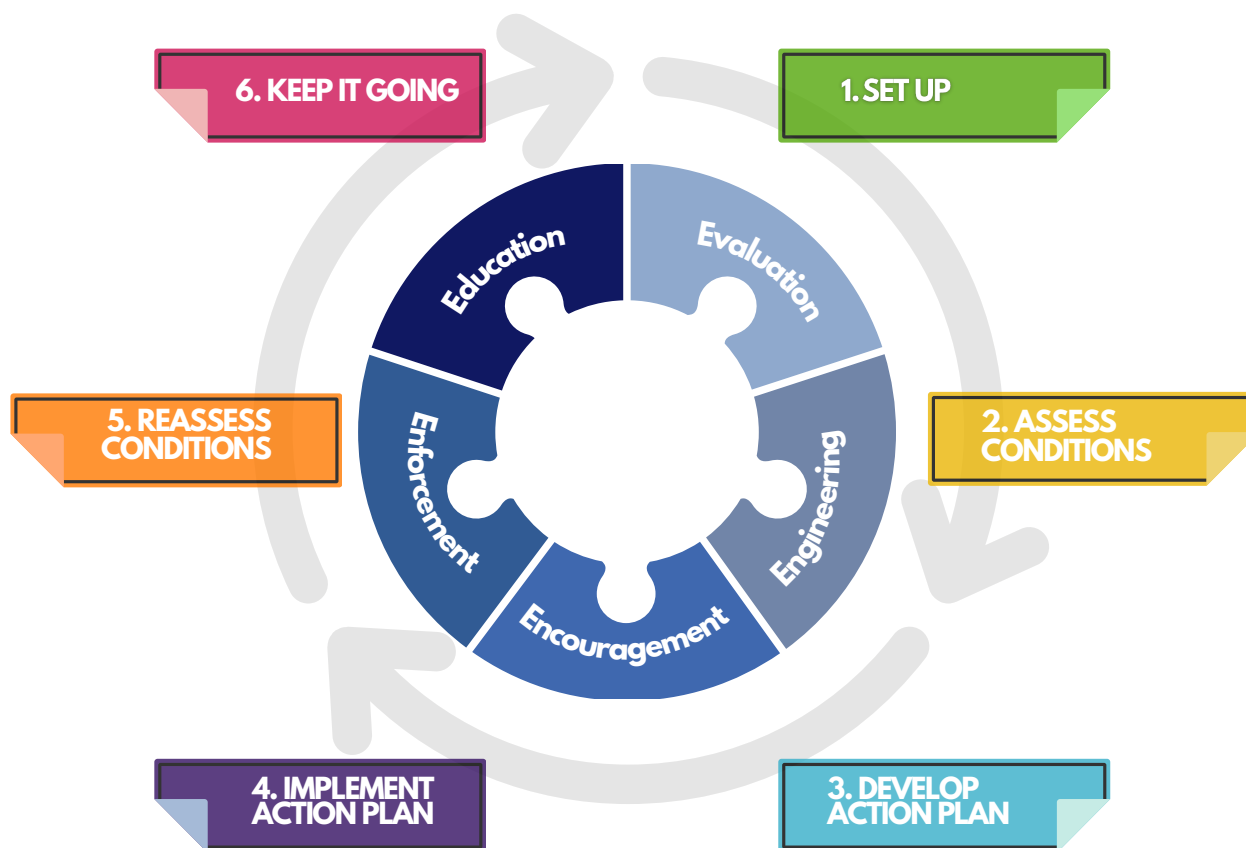 6. KEEP IT GOING
1. SET UP
Education
Evaluation
5. REASSESS
CONDITIONS
2. ASSESS
CONDITIONS
Enforcement
Engineering
Encouragement
4. IMPLEMENT
ACTION PLAN
3. DEVELOP
ACTION PLAN